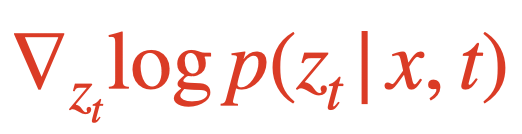 ∇_{z_t} log p(z_t | x, t)